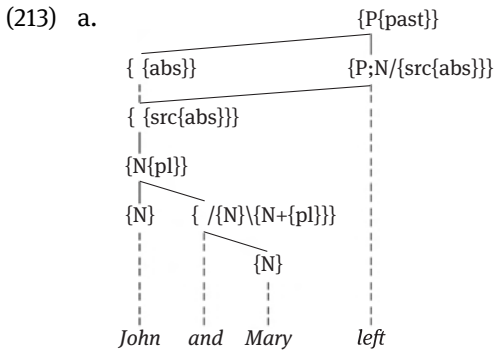 (213) a. {P{past}}
{ {abs}} {P;N/{src{abs}}}
{ {src{abs}}}
{N{pl}}
{N} { /{N}\{N+{pl}}}
{N}
John and Mary left